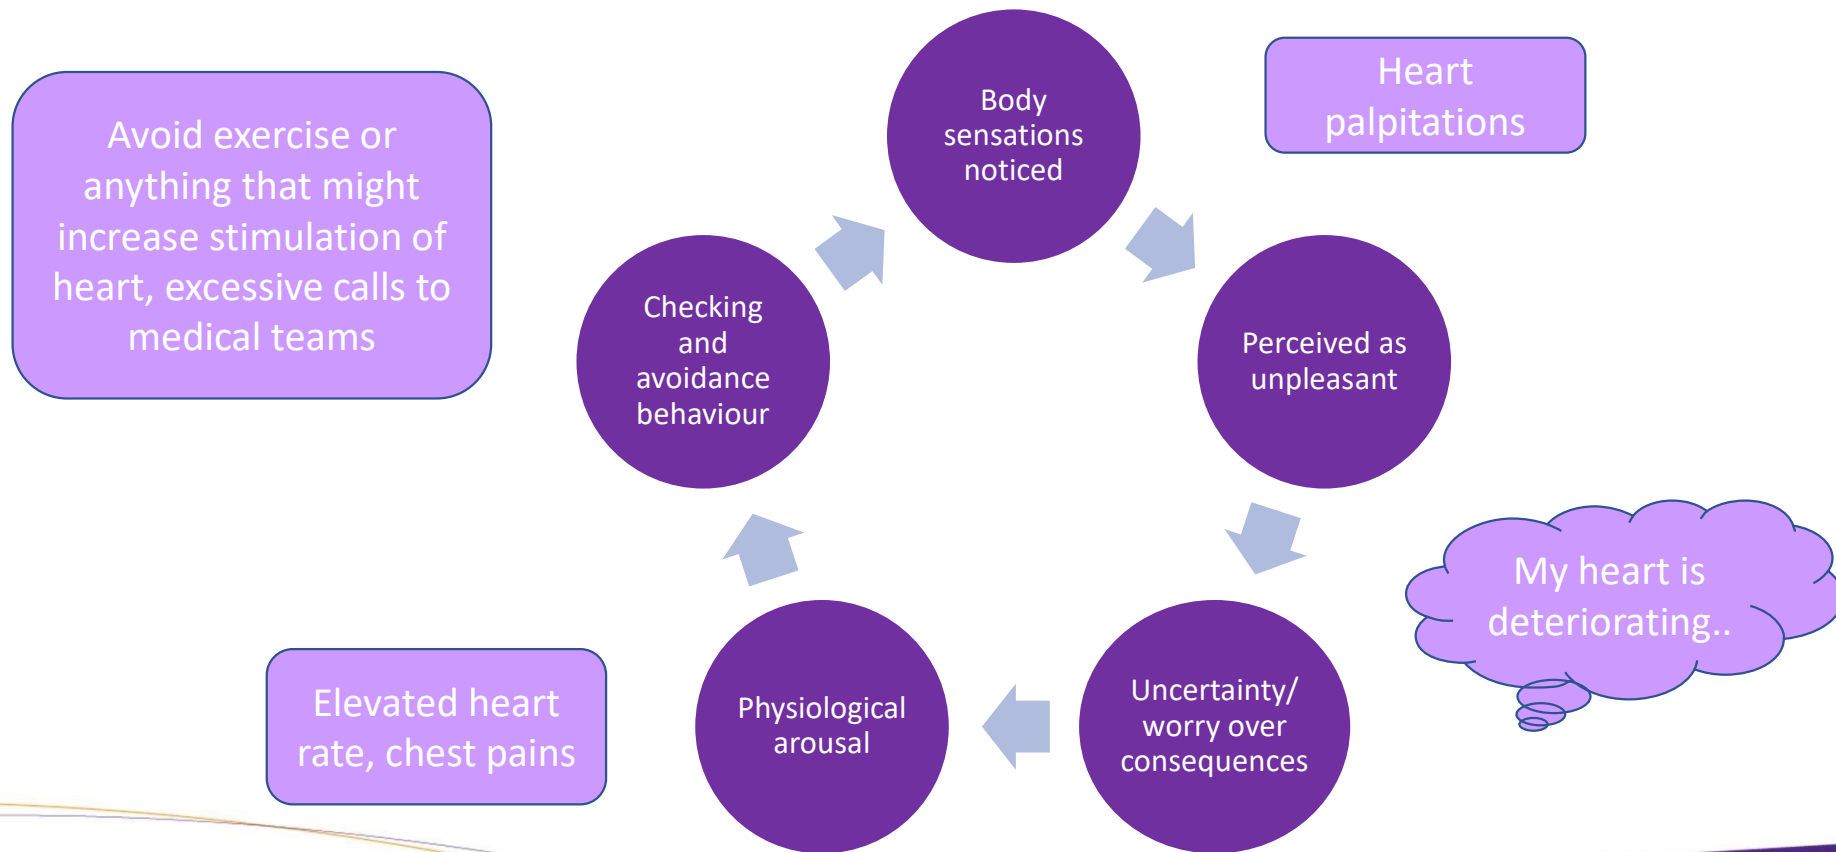 Body
sensations
noticed
Heart
palpitations
Perceived as
unpleasant
My heart is
deteriorating..
Uncertainty/
worry over
consequences
Physiological
arousal
Elevated heart
rate, chest pains
Checking
and
avoidance
behaviour
Avoid exercise or
anything that might
increase stimulation of
heart, excessive calls to
medical teams